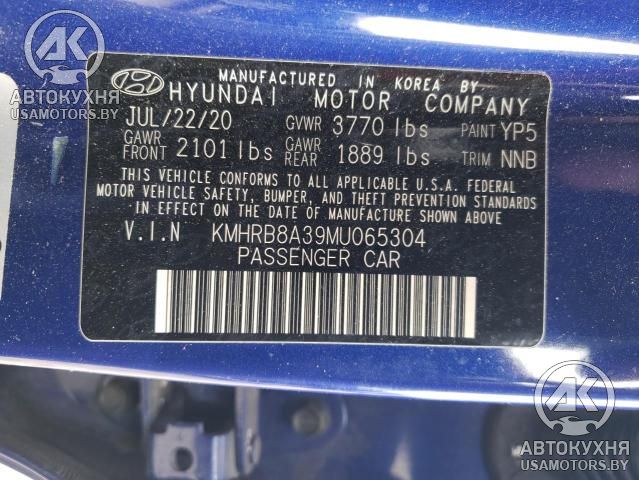 AK
АВТОКУХНЯ
USAMOTORS.BY
MANUFACTURED IN KOREA BY
HYUNDAI MOTOR COMPANY
JUL/22/20 GVWR 3770 lbs PAINT YP5
GAWR FRONT 2101 lbs GAWR REAR 1889 lbs TRIM NNB
THIS VEHICLE CONFORMS TO ALL APPLICABLE U.S.A. FEDERAL
MOTOR VEHICLE SAFETY, BUMPER, AND THEFT PREVENTION STANDARDS
IN EFFECT ON THE DATE OF MANUFACTURE SHOWN ABOVE
V.I.N KMHRB8A39MU065304
PASSENGER CAR
AK
АВТОКУХНЯ
USAMOTORS.BY